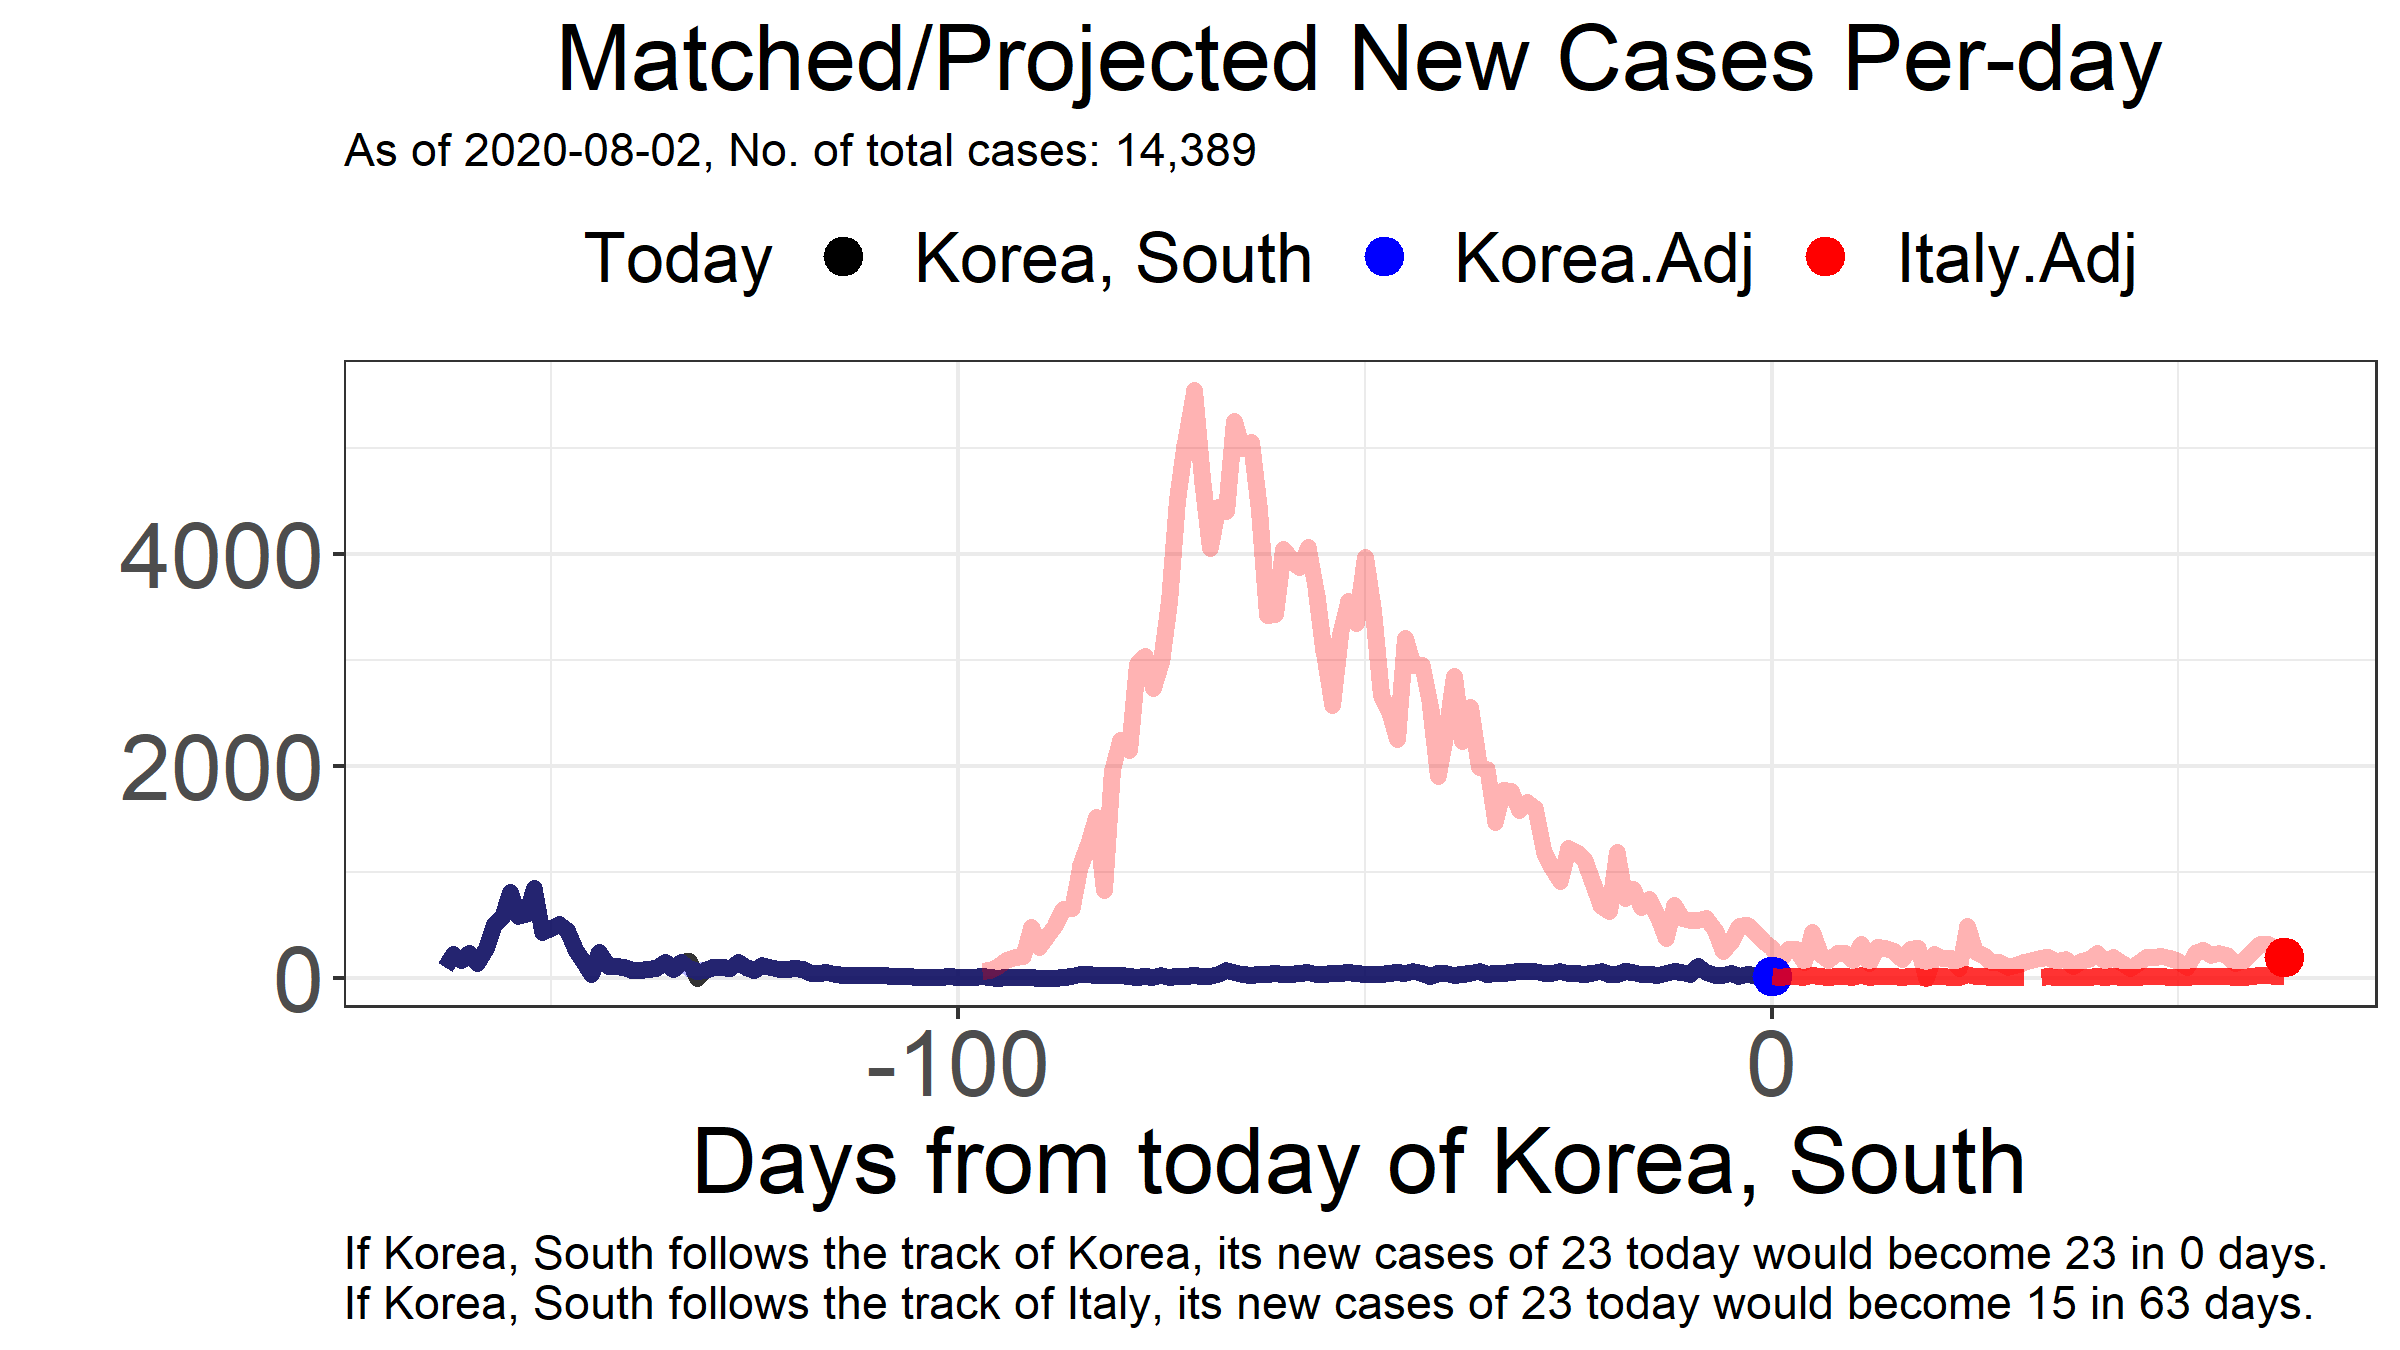 Matched/Projected New Cases Per-day
As of 2020-08-02, No. of total cases: 14,389
Today Korea, South Korea.Adj Italy.Adj
4000
2000
0
-100 0
Days from today of Korea, South
If Korea, South follows the track of Korea, its new cases of 23 today would become 23 in 0 days.
If Korea, South follows the track of Italy, its new cases of 23 today would become 15 in 63 days.